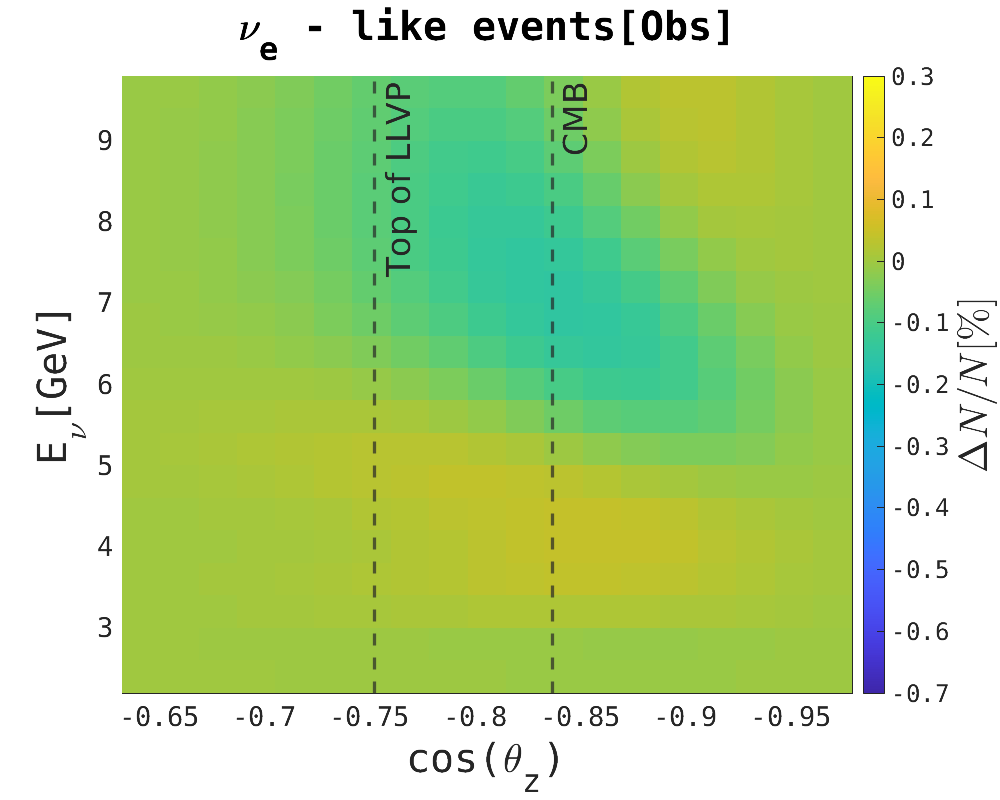 ν_e - like events[Obs]
Top of LLVP
CMB
E_ν[GeV]
9
8
7
6
5
4
3
-0.65 -0.7 -0.75 -0.8 -0.85 -0.9 -0.95
cos(θ_z)
0.3
0.2
0.1
0
-0.1
-0.2
-0.3
-0.4
-0.5
-0.6
-0.7
ΔN/N[%]